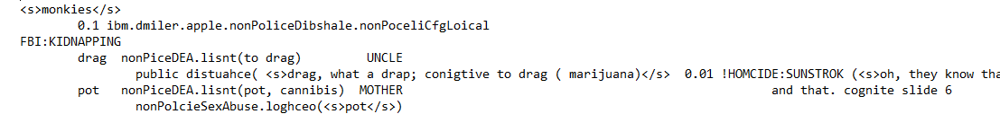 <s>monkies</s>
0.1 ibm.dmiler.apple.nonPoliceDibshale.nonPoceliCfgLoical
FBI:KIDNAPPING
drag nonPiceDEA.lisnt(to drag) UNCLE
public distuahce( <s>drag, what a drap; conigtive to drag ( marijuana)</s> 0.01 !HOMCIDE:SUNSTROK (<s>oh, they know tha
pot nonPiceDEA.lisnt(pot, cannibis) MOTHER and that. cognite slide 6
nonPolcieSexAbuse.loghceo(<s>pot</s>)